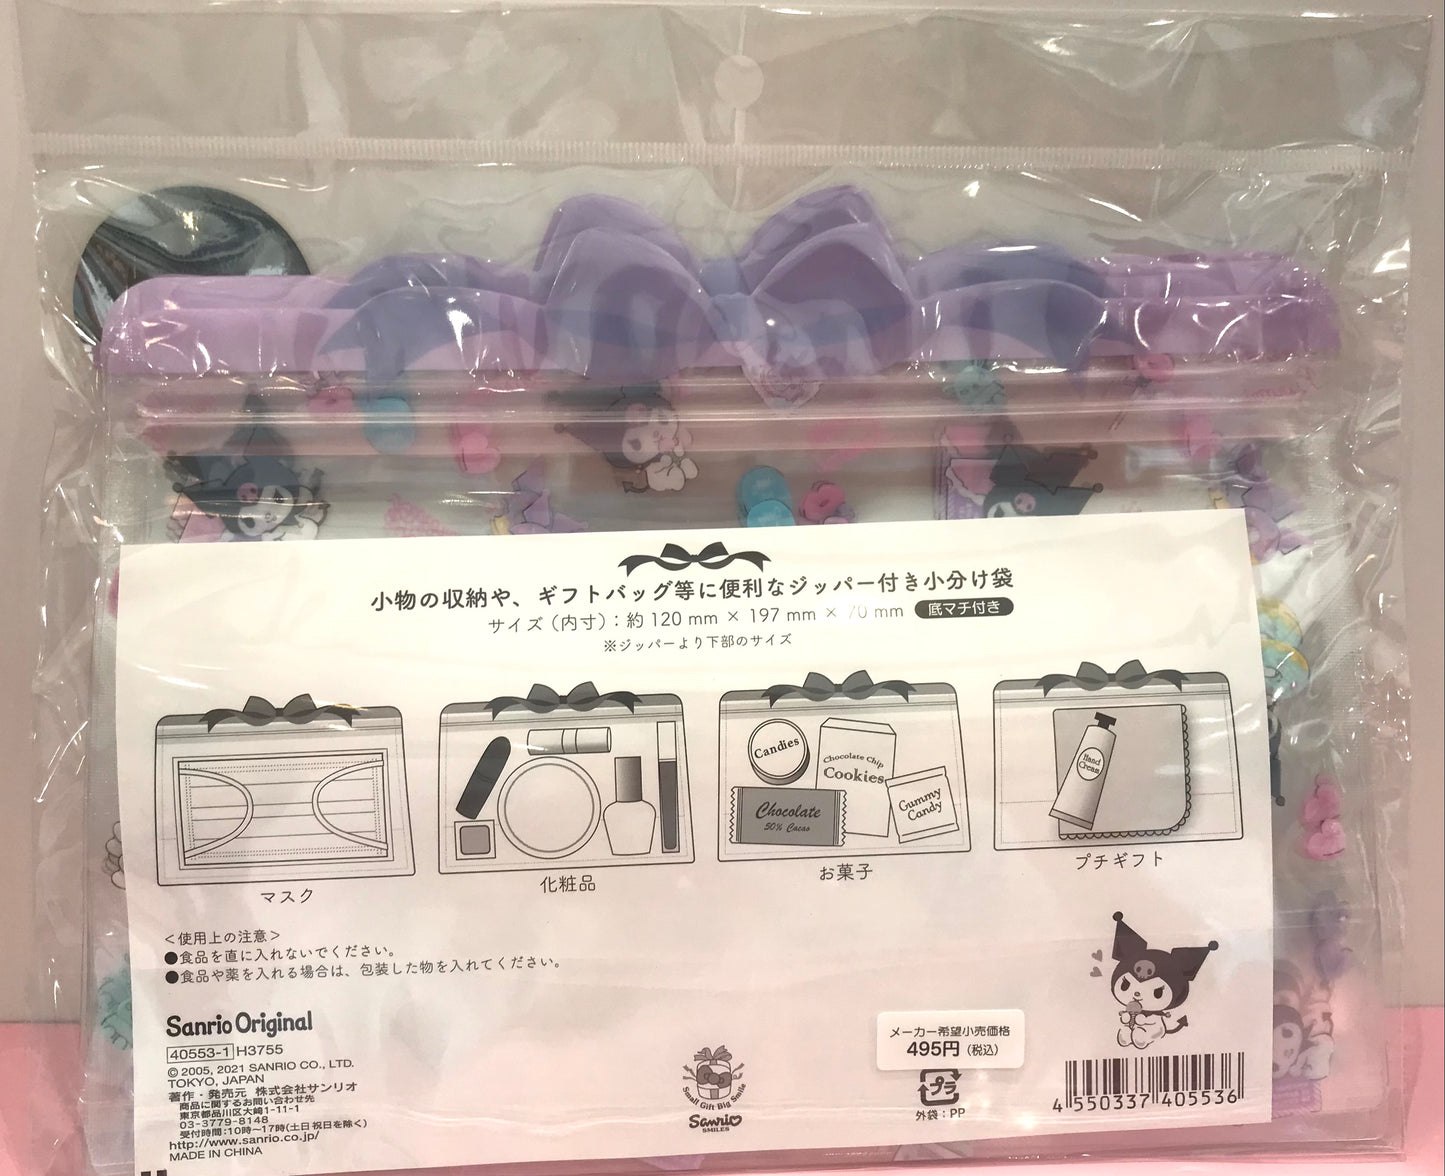 小物の収納や、ギフトバッグ等に便利なジッパー付き小分け袋
サイズ（内寸）：約 120 mm × 197 mm × 70 mm 底マチ付き
※ジッパーより下部のサイズ
Candies
Chocolate Chip
Cookies
Chocolate
50% Cacao
Gummy
Candy
Hand
Cream
マスク
化粧品
お菓子
プチギフト
＜使用上の注意＞
●食品を直に入れないでください。
●食品や薬を入れる場合は、包装した物を入れてください。
Sanrio Original
40553-1 H3755
© 2005, 2021 SANRIO CO., LTD.
TOKYO, JAPAN
著作・発売元 株式会社サンリオ
商品に関するお問い合わせ先
東京都品川区大崎1-11-1
03-3779-8148
受付時間：10時〜17時(土日祝日を除く)
http://www.sanrio.co.jp/
MADE IN CHINA
Small Gift Big Smile
Sanrio
SMILES
メーカー希望小売価格
495円（税込）
プラ
外袋：PP
4 550337 405536